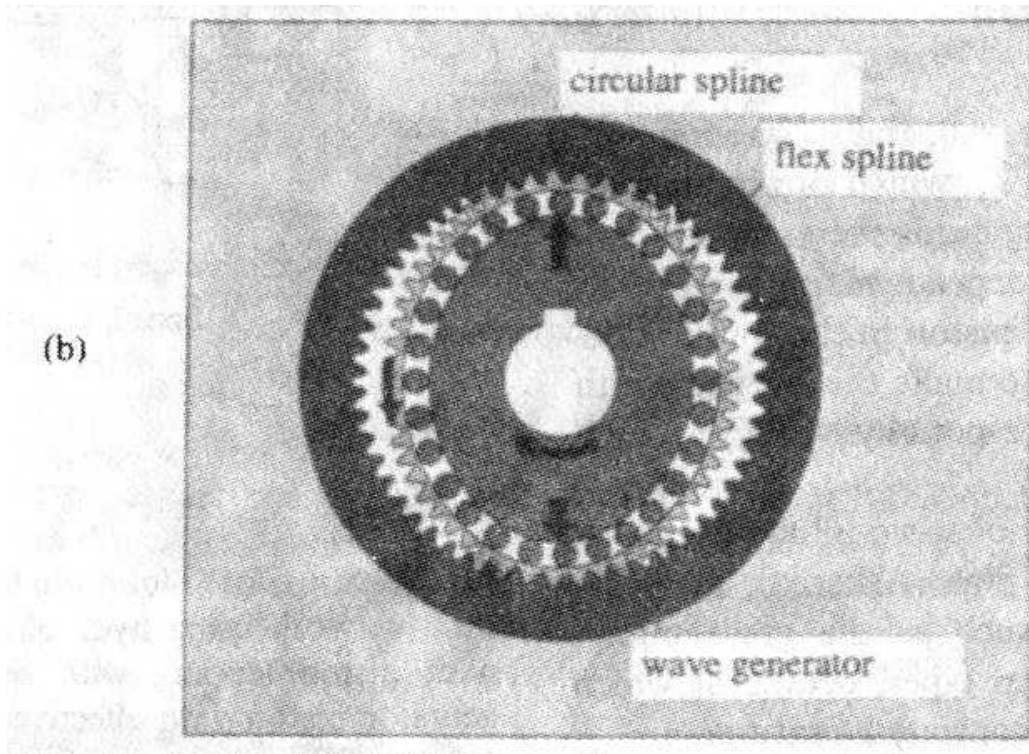 circular spline
flex spline
(b)
wave generator